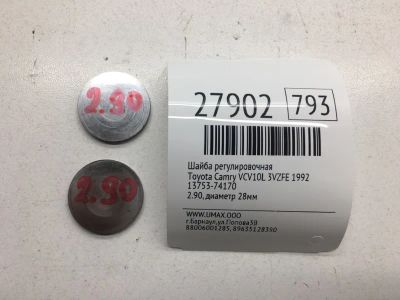 2.90
2.90
27902 793
Шайба регулировочная
Toyota Camry VCV10L 3VZFE 1992
13753-74170
2.90, диаметр 28мм
WWW.UMAX.OOO
г.Барнаул,ул.Попова59
88006001285, 89635128390